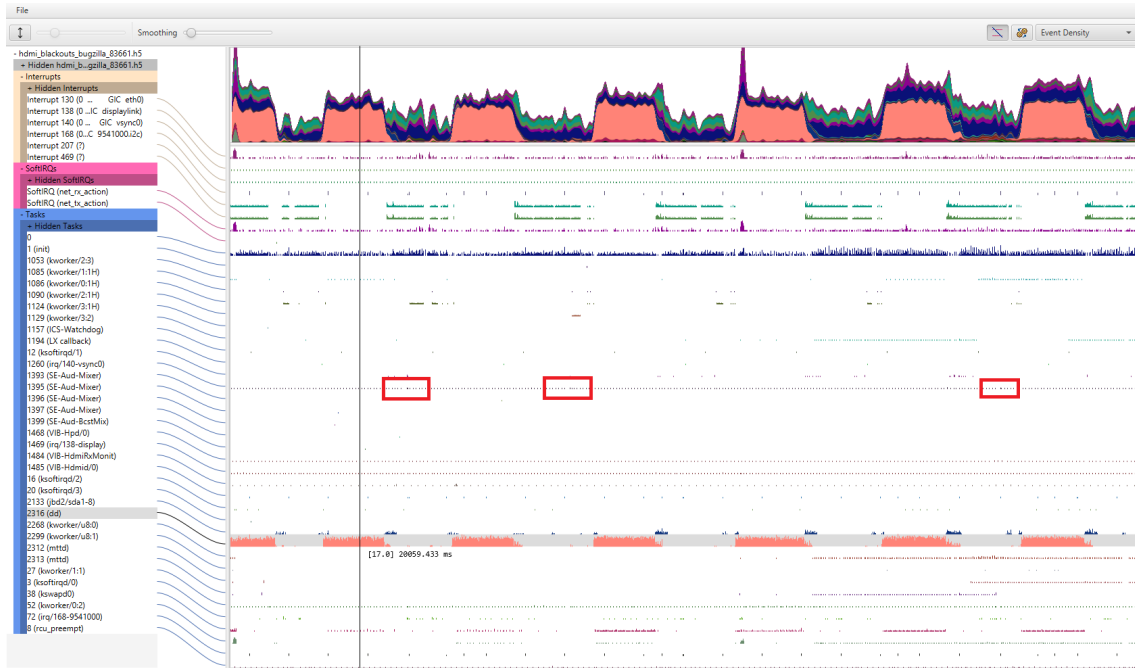 File
Smoothing
Event Density
- hdmi_blackouts_bugzilla_83661.h5
+ Hidden hdmi_b...gzilla_83661.h5
- Interrupts
+ Hidden Interrupts
Interrupt 130 (0 ... GIC eth0)
Interrupt 138 (0 ...IC displaylink)
Interrupt 140 (0 ... GIC vsync0)
Interrupt 168 (0...C 9541000.i2c)
Interrupt 207 (?)
Interrupt 469 (?)
- SoftIRQs
+ Hidden SoftIRQs
SoftIRQ (net_rx_action)
SoftIRQ (net_tx_action)
- Tasks
+ Hidden Tasks
0
1 (init)
1053 (kworker/2:3)
1085 (kworker/1:1H)
1086 (kworker/0:1H)
1090 (kworker/2:1H)
1124 (kworker/3:1H)
1129 (kworker/3:2)
1157 (ICS-Watchdog)
1194 (LX callback)
12 (ksoftirqd/1)
1260 (irq/140-vsync0)
1393 (SE-Aud-Mixer)
1395 (SE-Aud-Mixer)
1396 (SE-Aud-Mixer)
1397 (SE-Aud-Mixer)
1399 (SE-Aud-BcstMix)
1468 (VIB-Hpd/0)
1469 (irq/138-display)
1484 (VIB-HdmiRxMonit)
1485 (VIB-Hdmid/0)
16 (ksoftirqd/2)
20 (ksoftirqd/3)
2133 (jbd2/sda1-8)
2316 (dd)
2268 (kworker/u8:0)
2299 (kworker/u8:1)
[17.0] 20059.433 ms
2312 (mttd)
2313 (mttd)
27 (kworker/1:1)
3 (ksoftirqd/0)
38 (kswapd0)
52 (kworker/0:2)
72 (irq/168-9541000)
8 (rcu_preempt)